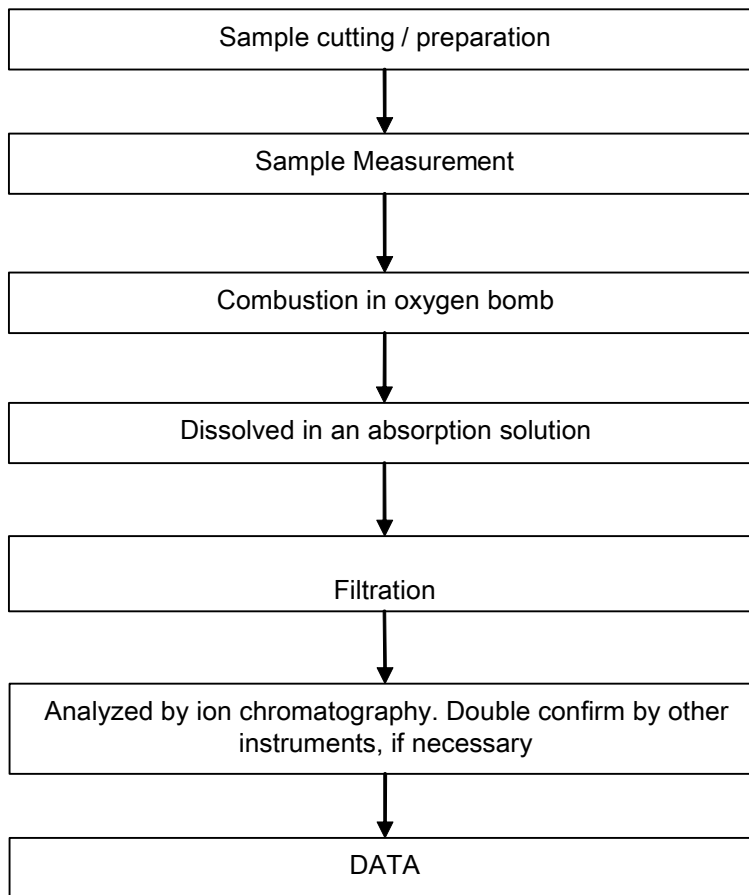 Sample cutting / preparation
Sample Measurement
Combustion in oxygen bomb
Dissolved in an absorption solution
Filtration
Analyzed by ion chromatography. Double confirm by other
instruments, if necessary
DATA